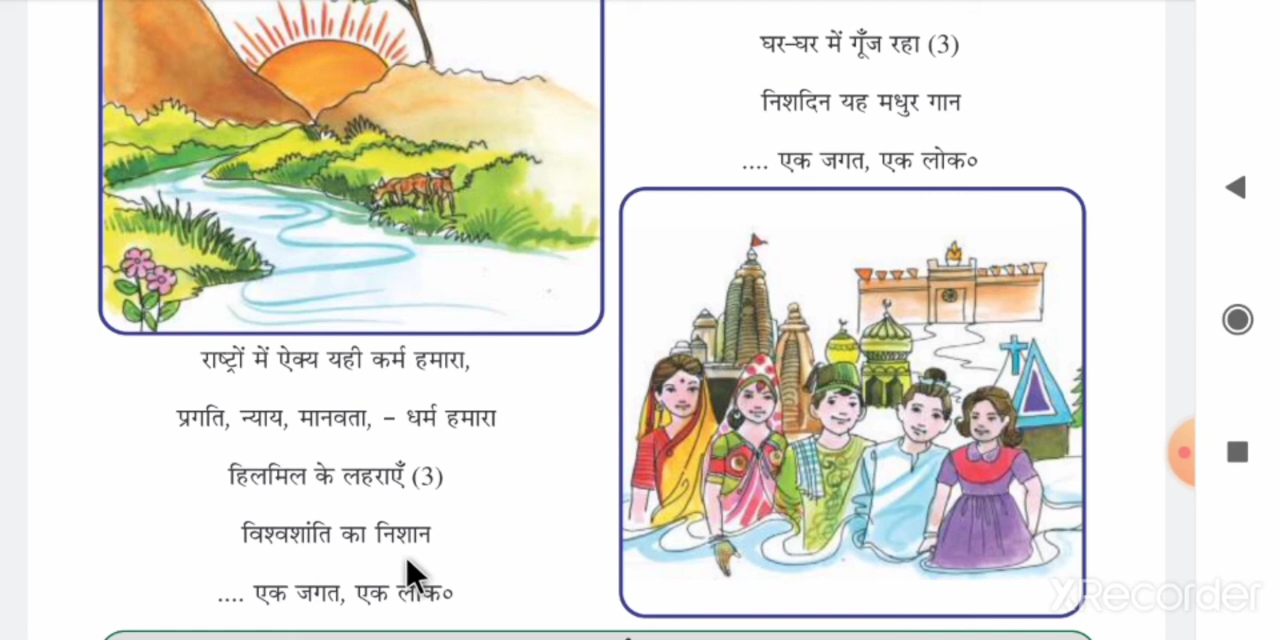 राष्ट्रों में ऐक्य यही कर्म हमारा,
प्रगति, न्याय, मानवता, – धर्म हमारा
हिलमिल के लहराएँ (3)
विश्वशांति का निशान
.... एक जगत, एक लोक०
घर-घर में गूँज रहा (3)
निशदिन यह मधुर गान
.... एक जगत, एक लोक०
XRecorder